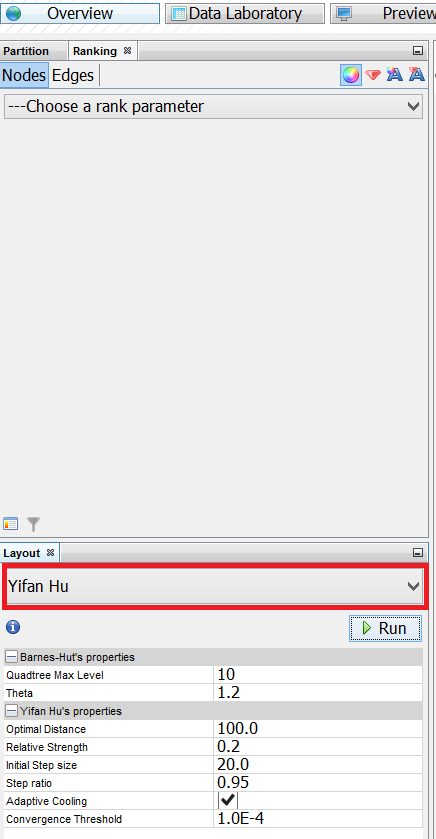 Overview Data Laboratory Preview
Partition Ranking
Nodes Edges
---Choose a rank parameter
Layout
Yifan Hu
Run
Barnes-Hut's properties
Quadtree Max Level 10
Theta 1.2
Yifan Hu's properties
Optimal Distance 100.0
Relative Strength 0.2
Initial Step size 20.0
Step ratio 0.95
Adaptive Cooling
Convergence Threshold 1.0E-4